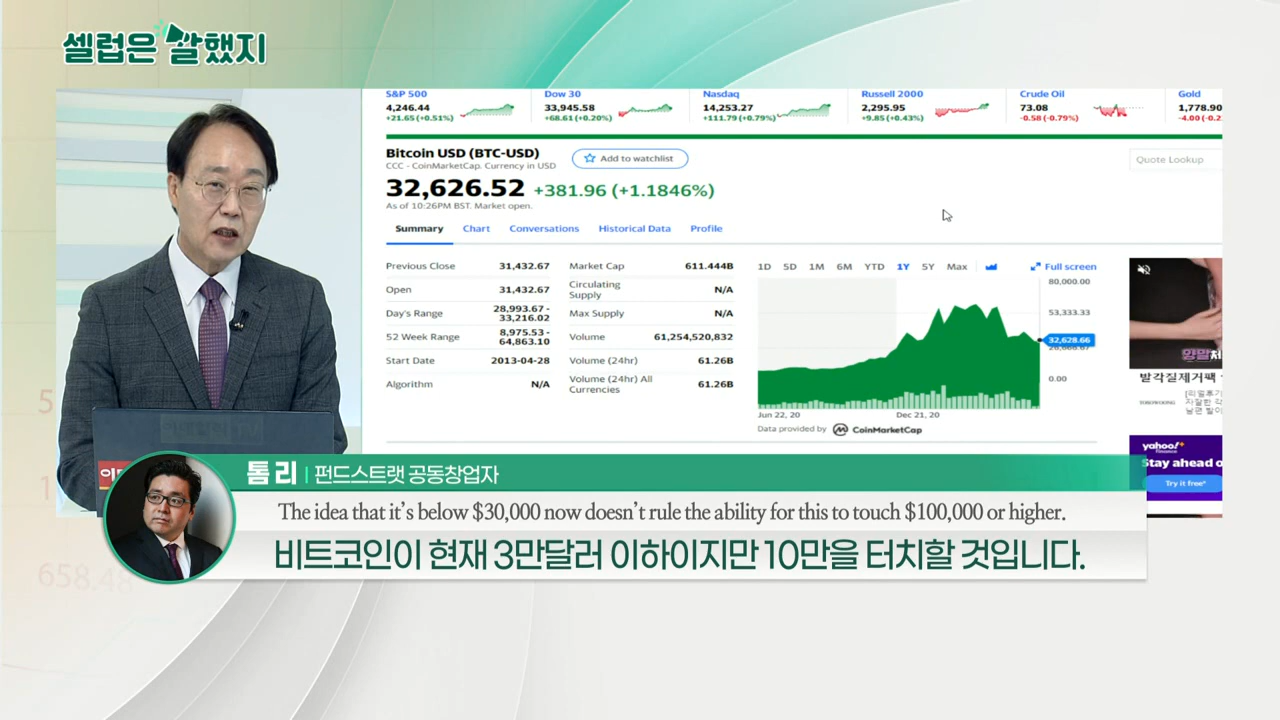 셀럽은 말했지
S&P 500
4,246.44
+21.65 (+0.51%)
Dow 30
33,945.58
+68.61 (+0.20%)
Nasdaq
14,253.27
+111.79 (+0.79%)
Russell 2000
2,295.95
+9.85 (+0.43%)
Crude Oil
73.08
-0.58 (-0.79%)
Gold
1,778.90
Bitcoin USD (BTC-USD)
Add to watchlist
Quote Lookup
CCC - CoinMarketCap. Currency in USD
32,626.52 +381.96 (+1.1846%)
As of 10:26PM BST. Market open.
Summary Chart Conversations Historical Data Profile
Previous Close 31,432.67
Open 31,432.67
Day's Range 28,993.67 -
33,216.02
52 Week Range 8,975.53 -
64,863.10
Start Date 2013-04-28
Algorithm N/A
Market Cap 611.444B
Circulating
Supply N/A
Max Supply N/A
Volume 61,254,520,832
Volume (24hr) 61.26B
Volume (24hr) All
Currencies 61.26B
1D 5D 1M 6M YTD 1Y 5Y Max Full screen
80,000.00
53,333.33
32,628.66
0.00
Jun 22, 20 Dec 21, 20
Data provided by CoinMarketCap
발각질제거팩
yahoo!
finance
Stay ahead o
Try it free*
톰 리 펀드스트랫 공동창업자
The idea that it's below $30,000 now doesn't rule the ability for this to touch $100,000 or higher.
비트코인이 현재 3만달러 이하이지만 10만을 터치할 것입니다.
658.48